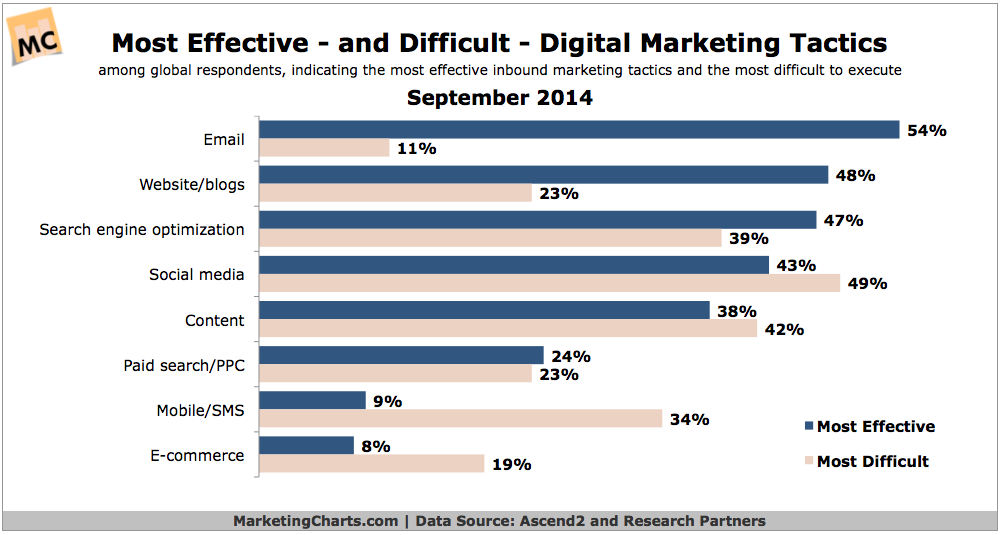 MC
Most Effective - and Difficult - Digital Marketing Tactics
among global respondents, indicating the most effective inbound marketing tactics and the most difficult to execute
September 2014
Email
54%
11%
Website/blogs
48%
23%
Search engine optimization
47%
39%
Social media
43%
49%
Content
38%
42%
Paid search/PPC
24%
23%
Mobile/SMS
9%
34%
E-commerce
8%
19%
Most Effective
Most Difficult
MarketingCharts.com | Data Source: Ascend2 and Research Partners